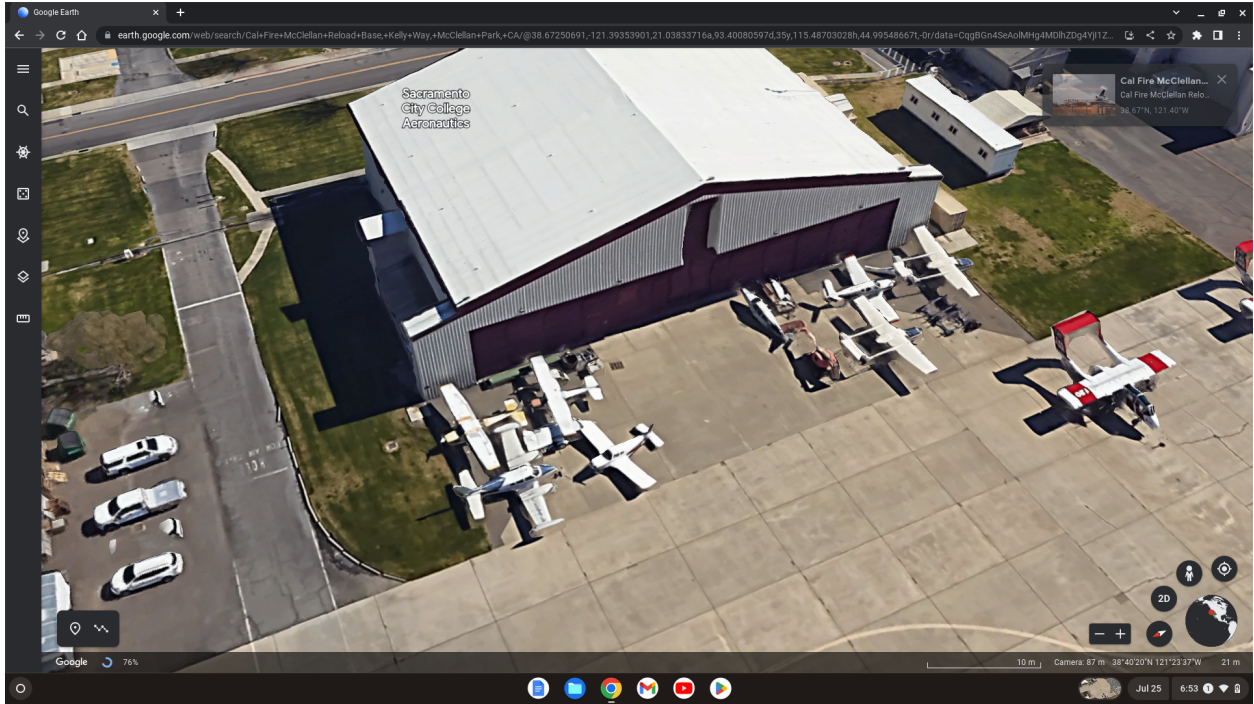 Google Earth
earth.google.com/web/search/Cal+Fire+McClellan+Reload+Base,+Kelly+Way,+McClellan+Park,+CA/@38.67250691,-121.39353901,21.03833716a,93.40080597d,35y,115.48703028h,44.99548667t,-0r/data=CqgBGn4SeAolMHg4MDlhZDg4YjI1Z...
Sacramento
City College
Aeronautics
Cal Fire McClellan...
Cal Fire McClellan Relo...
38.67°N, 121.40°W
2D
Google 76%
10 m Camera: 87 m 38°40'20"N 121°23'37"W 21 m
Jul 25 6:53